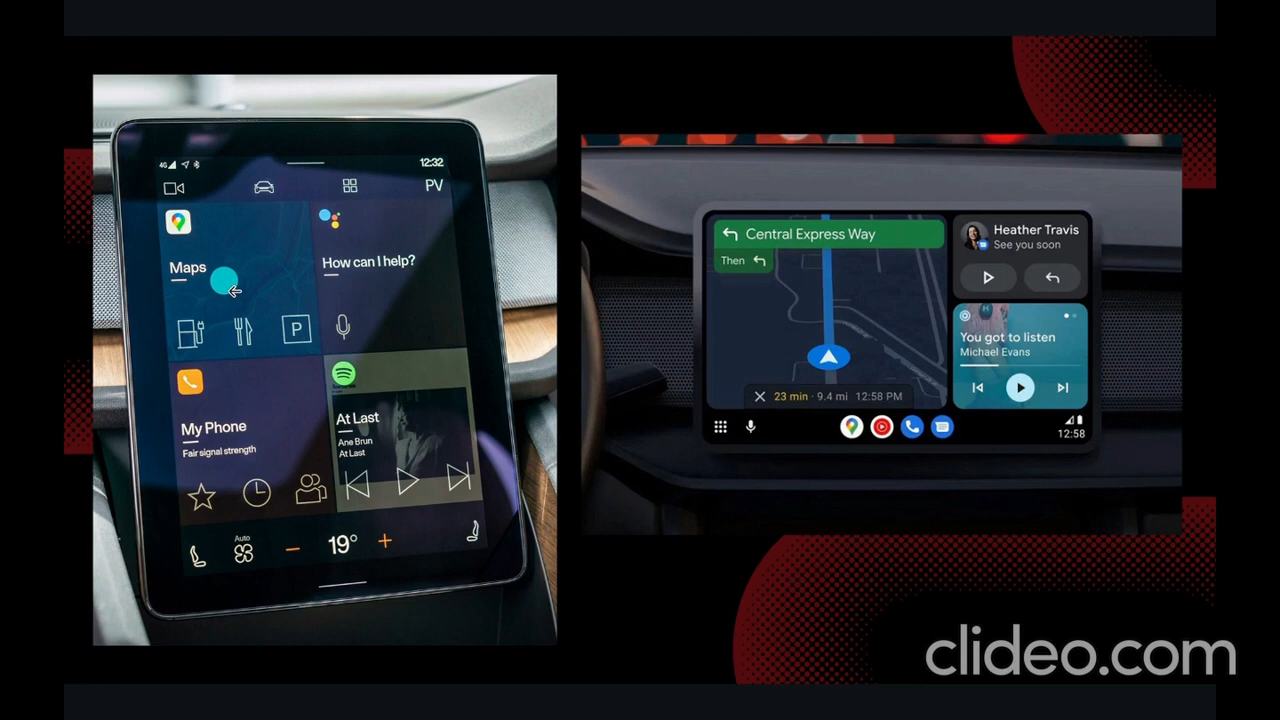 4G
12:32
PV
Maps
How can I help?
P
My Phone
Fair signal strength
At Last
Ane Brun
At Last
Auto
19°
Central Express Way
Then
23 min · 9.4 mi 12:58 PM
Heather Travis
See you soon
You got to listen
Michael Evans
12:58
clideo.com